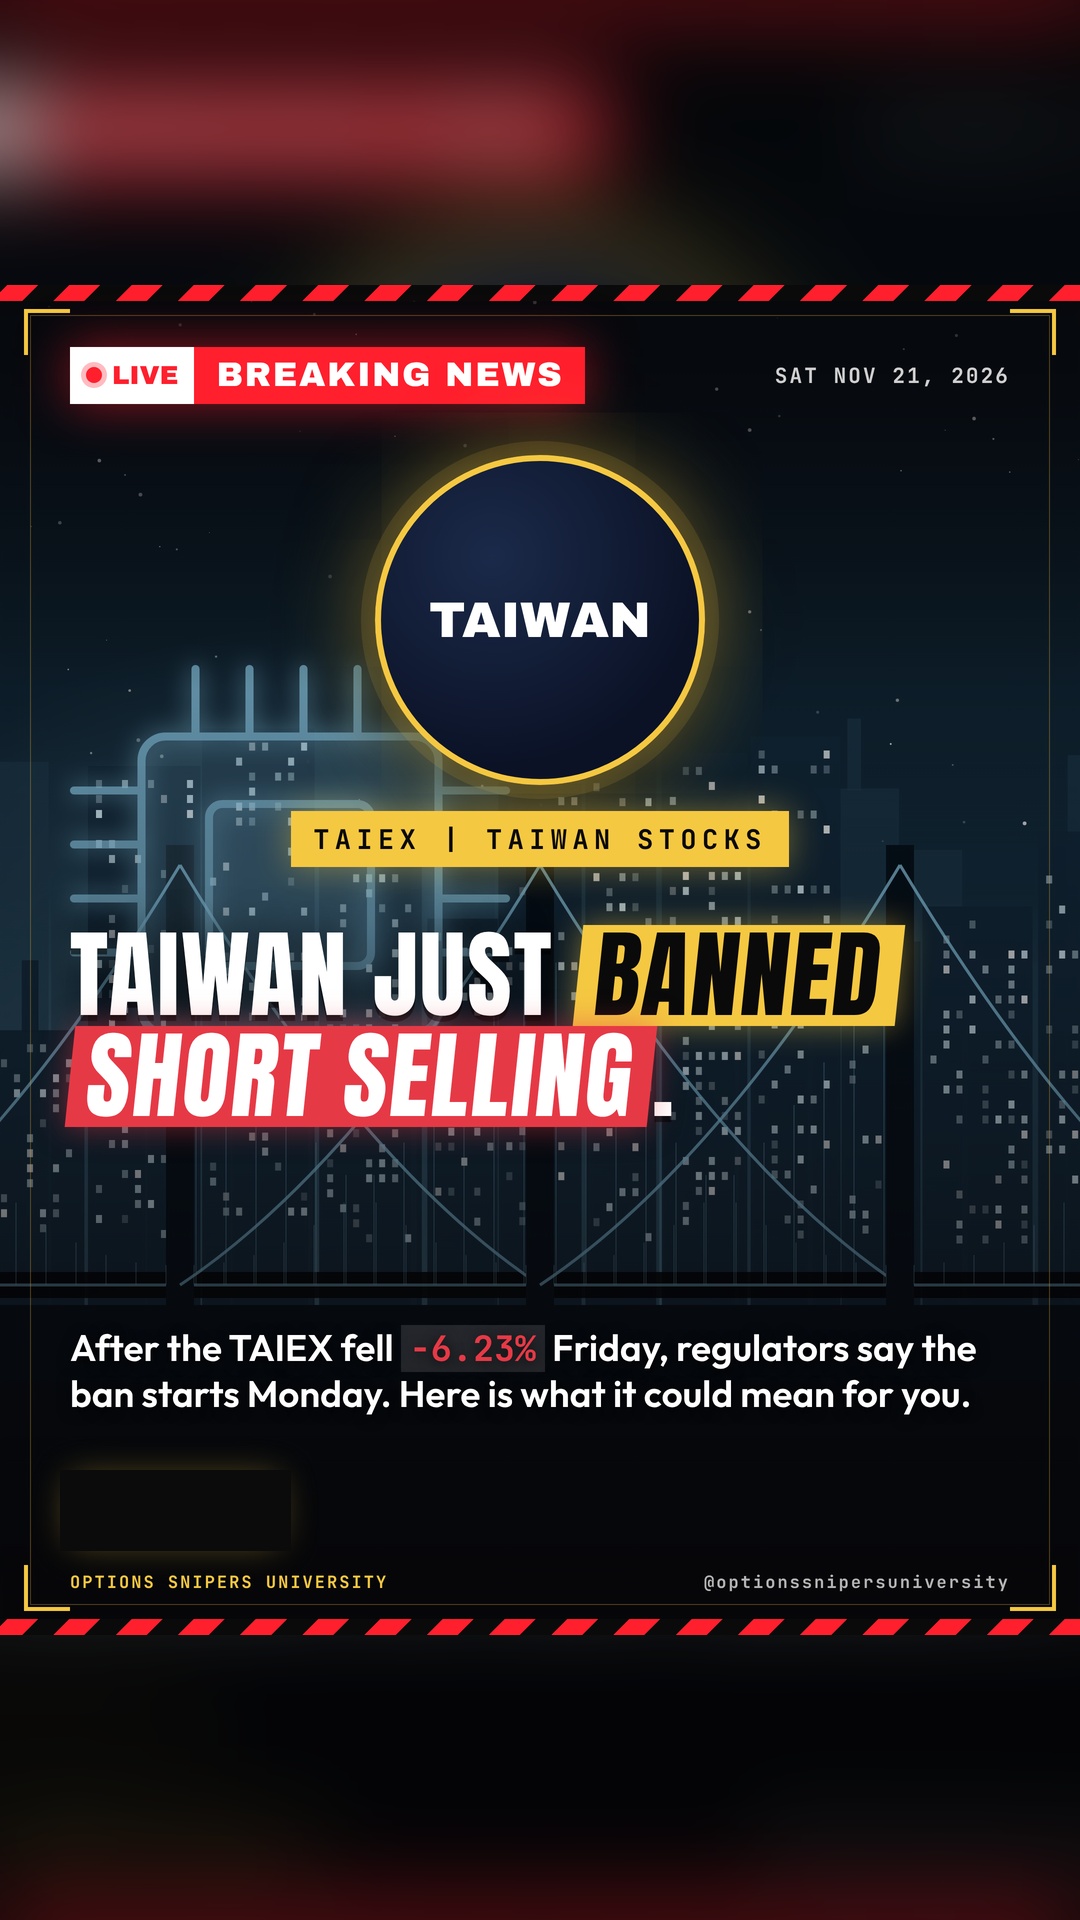 LIVE BREAKING NEWS
SAT NOV 21, 2026
TAIWAN
TAIEX | TAIWAN STOCKS
TAIWAN JUST BANNED
SHORT SELLING.
After the TAIEX fell -6.23% Friday, regulators say the
ban starts Monday. Here is what it could mean for you.
OPTIONS SNIPERS UNIVERSITY
@optionssnipersuniversity